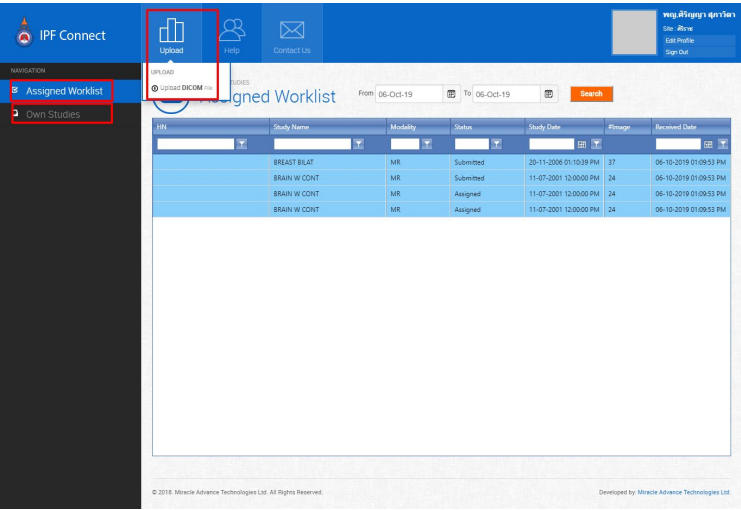 IPF Connect
Upload
Help
Contact Us
พญ.ศิริญญา สุภาวิตา
Site : ศิริราช
Edit Profile
Sign Out
NAVIGATION
Assigned Worklist
Own Studies
UPLOAD
Upload DICOM File
TUDIES
Assigned Worklist
From 06-Oct-19 To 06-Oct-19 Search
HN Study Name Modality Status Study Date #Image Received Date
BREAST BILAT MR Submitted 20-11-2006 01:10:39 PM 37 06-10-2019 01:09:53 PM
BRAIN W CONT MR Submitted 11-07-2001 12:00:00 PM 24 06-10-2019 01:09:53 PM
BRAIN W CONT MR Assigned 11-07-2001 12:00:00 PM 24 06-10-2019 01:09:53 PM
BRAIN W CONT MR Assigned 11-07-2001 12:00:00 PM 24 06-10-2019 01:09:53 PM
© 2018. Miracle Advance Technologies Ltd. All Rights Reserved.
Developed by: Miracle Advance Technologies Ltd.